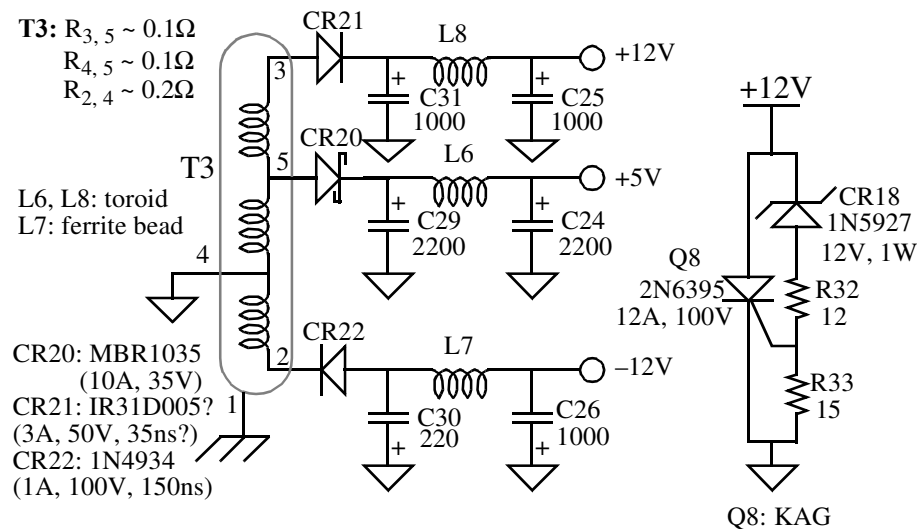 T3: R3, 5 ~ 0.1Ω
R4, 5 ~ 0.1Ω
R2, 4 ~ 0.2Ω
CR21
L8
+12V
3
+
C31
1000
+
C25
1000
CR20
T3
5
L6
+5V
L6, L8: toroid
L7: ferrite bead
+
C29
2200
+
C24
2200
4
CR22
L7
2
–12V
1
C30
220
+
C26
1000
+
CR20: MBR1035
(10A, 35V)
CR21: IR31D005?
(3A, 50V, 35ns?)
CR22: 1N4934
(1A, 100V, 150ns)
+12V
CR18
1N5927
12V, 1W
Q8
2N6395
12A, 100V
R32
12
R33
15
Q8: KAG